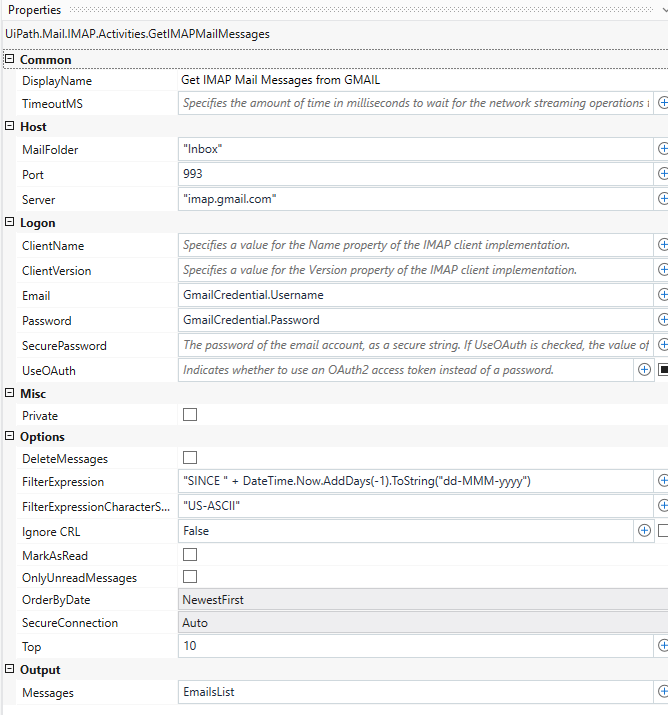 Properties
UiPath.Mail.IMAP.Activities.GetIMAPMailMessages
Common
DisplayName Get IMAP Mail Messages from GMAIL
TimeoutMS Specifies the amount of time in milliseconds to wait for the network streaming operations
Host
MailFolder "Inbox"
Port 993
Server "imap.gmail.com"
Logon
ClientName Specifies a value for the Name property of the IMAP client implementation.
ClientVersion Specifies a value for the Version property of the IMAP client implementation.
Email GmailCredential.Username
Password GmailCredential.Password
SecurePassword The password of the email account, as a secure string. If UseOAuth is checked, the value of
UseOAuth Indicates whether to use an OAuth2 access token instead of a password.
Misc
Private
Options
DeleteMessages
FilterExpression "SINCE " + DateTime.Now.AddDays(-1).ToString("dd-MMM-yyyy")
FilterExpressionCharacterS... "US-ASCII"
Ignore CRL False
MarkAsRead
OnlyUnreadMessages
OrderByDate NewestFirst
SecureConnection Auto
Top 10
Output
Messages EmailsList